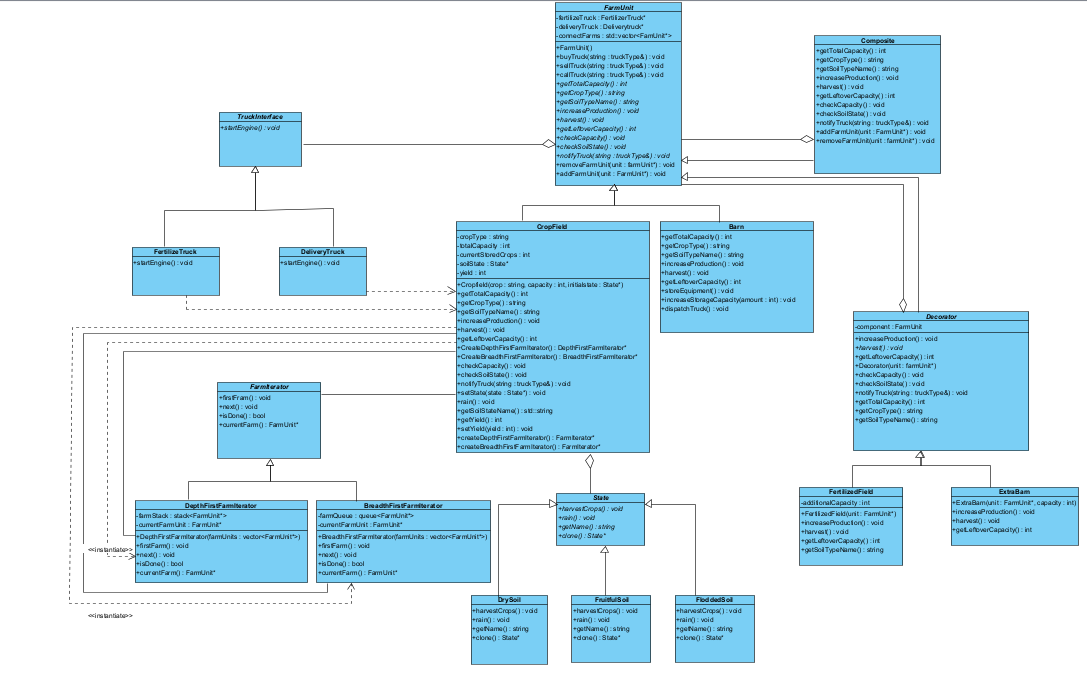 FarmUnit
-fertilizeTruck : FertilizerTruck*
-deliveryTruck : Deliverytruck*
-connectFarms : std::vector<FamUnit*>
+FarmUnit()
+buyTruck(string : truckType&) : void
+sellTruck(string : truckType&) : void
+callTruck(string : truckType&) : void
+getTotalCapacity() : int
+getCropType() : string
+getSoilTypeName() : string
+increaseProduction() : void
+harvest() : void
+getLeftoverCapacity() : int
+checkCapacity() : void
+checkSoilState() : void
+notifyTruck(string : truckType&) : void
+removeFarmUnit(unit : farmUnit*) : void
+addFarmUnit(unit : FarmUnit*) : void
Composite
+getTotalCapacity() : int
+getCropType() : string
+getSoilTypeName() : string
+increaseProduction() : void
+harvest() : void
+getLeftoverCapacity() : int
+checkCapacity() : void
+checkSoilState() : void
+notifyTruck(string : truckType&) : void
+addFarmUnit(unit : FarmUnit*) : void
+removeFarmUnit(unit : farmUnit*) : void
TruckInterface
+startEngine() : void
FertilizeTruck
+startEngine() : void
DeliveryTruck
+startEngine() : void
CropField
-cropType : string
-totalCapacity : int
-currentStoredCrops : int
-soilState : State*
-yield : int
+Cropfield(crop : string, capacity : int, initialstate : State*)
+getTotalCapacity() : int
+getCropType() : string
+getSoilTypeName() : string
+increaseProduction() : void
+harvest() : void
+getLeftoverCapacity() : int
+CreateDepthFirstFarmIterator() : DepthFirstFarmIterator*
+CreateBreadthFirstFarmIterator() : BreadthFirstFarmIterator*
+checkCapacity() : void
+checkSoilState() : void
+notifyTruck(string : truckType&) : void
+setState(state : State*) : void
+rain() : void
+getSoilStateName() : std::string
+getYield() : int
+setYield(yield : int) : void
+createDepthFirstFarmIterator() : FarmIterator*
+createBreadthFirstFarmIterator() : FarmIterator*
Barn
+getTotalCapacity() : int
+getCropType() : string
+getSoilTypeName() : string
+increaseProduction() : void
+harvest() : void
+getLeftoverCapacity() : int
+storeEquipment() : void
+increaseStorageCapacity(amount : int) : void
+dispatchTruck() : void
Decorator
-component : FarmUnit
+increaseProduction() : void
+harvest() : void
+getLeftoverCapacity() : int
+Decorator(unit : farmUnit*)
+checkCapacity() : void
+checkSoilState() : void
+notifyTruck(string : truckType&) : void
+getTotalCapacity() : int
+getCropType() : string
+getSoilTypeName() : string
FarmIterator
+firstFram() : void
+next() : void
+isDone() : bool
+currentFarm() : FarmUnit*
DepthFirstFarmIterator
-farmStack : stack<FarmUnit*>
-currentFarmUnit : FarmUnit*
+DepthFirstFarmIterator(farmUnits : vector<FarmUnit*>)
+firstFarm() : void
+next() : void
+isDone() : bool
+currentFarm() : FarmUnit*
BreadthFirstFarmIterator
-farmQueue : queue<FarmUnit*>
-currentFarmUnit : FarmUnit*
+BreadthFirstFarmIterator(farmUnits : vector<FarmUnit*>)
+firstFarm() : void
+next() : void
+isDone() : bool
+currentFarm() : FarmUnit*
State
+harvestCrops() : void
+rain() : void
+getName() : string
+clone() : State*
FertilizedField
-additionalCapacity : int
+FertilizedField(unit : FarmUnit*)
+increaseProduction() : void
+harvest() : void
+getLeftoverCapacity() : int
+getSoilTypeName() : string
ExtraBarn
+ExtraBarn(unit : FarmUnit*, capacity : int)
+increaseProduction() : void
+harvest() : void
+getLeftoverCapacity() : int
<<instantiate>>
<<instantiate>>
DrySoil
+harvestCrops() : void
+rain() : void
+getName() : string
+clone() : State*
FruitfulSoil
+harvestCrops() : void
+rain() : void
+getName() : string
+clone() : State*
FloddedSoil
+harvestCrops() : void
+rain() : void
+getName() : string
+clone() : State*